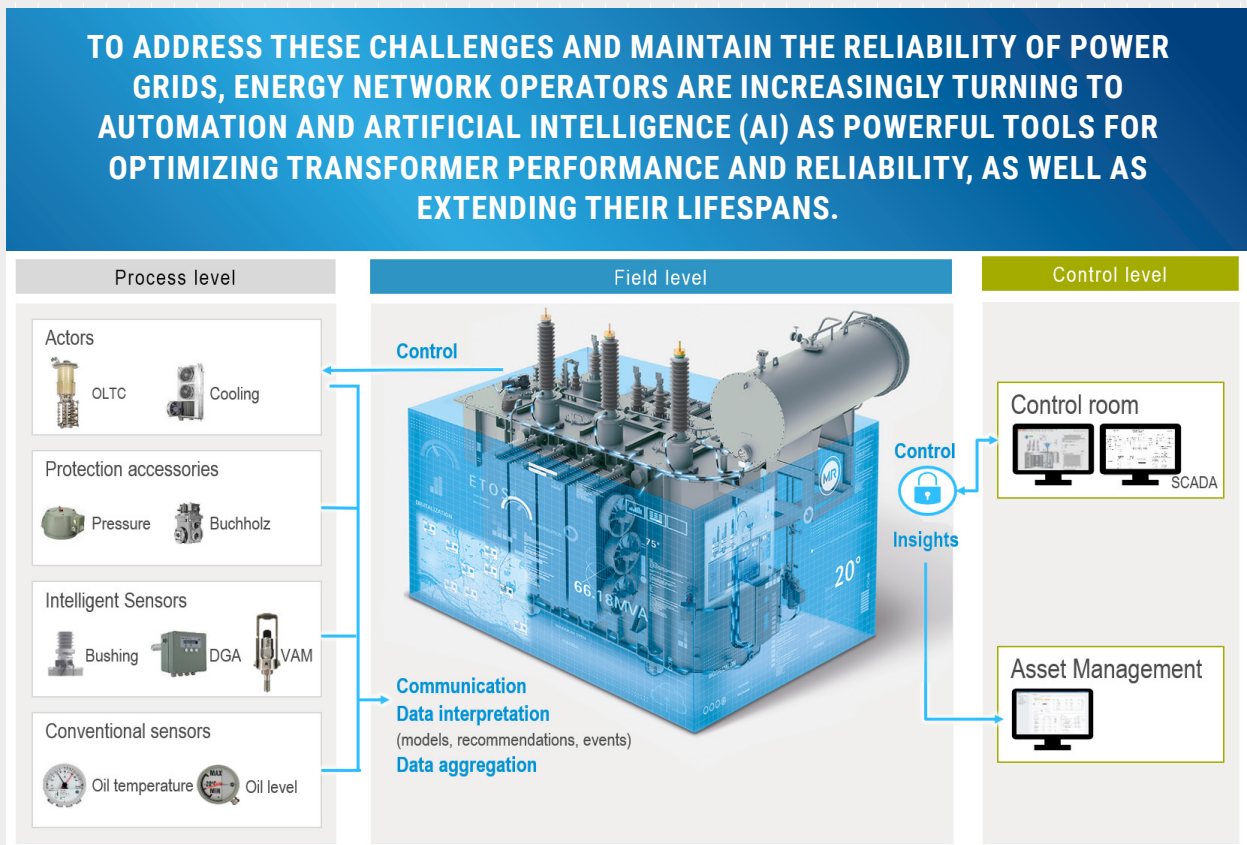 TO ADDRESS THESE CHALLENGES AND MAINTAIN THE RELIABILITY OF POWER
GRIDS, ENERGY NETWORK OPERATORS ARE INCREASINGLY TURNING TO
AUTOMATION AND ARTIFICIAL INTELLIGENCE (AI) AS POWERFUL TOOLS FOR
OPTIMIZING TRANSFORMER PERFORMANCE AND RELIABILITY, AS WELL AS
EXTENDING THEIR LIFESPANS.
Process level
Actors
OLTC
Cooling
Protection accessories
Pressure
Buchholz
Intelligent Sensors
Bushing
DGA
VAM
Conventional sensors
Oil temperature
MAX
-20°
MIN
Oil level
Field level
Control
ETOS
DIGITALIZATION
75°
66.18MVA
MR
20°
Communication
Data interpretation
(models, recommendations, events)
Data aggregation
Control
Insights
Control level
Control room
SCADA
Asset Management